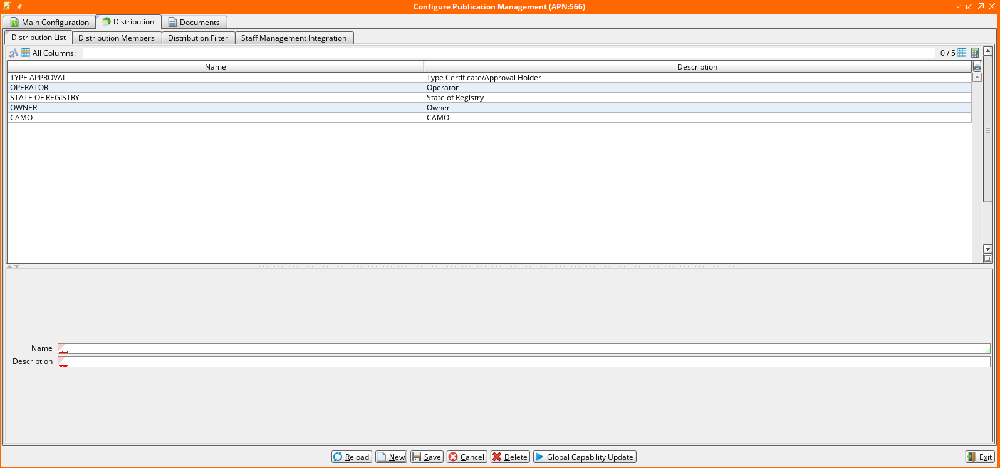 Configure Publication Management (APN:566)
Main Configuration Distribution Documents
Distribution List Distribution Members Distribution Filter Staff Management Integration
All Columns: 0 / 5
Name Description
TYPE APPROVAL Type Certificate/Approval Holder
OPERATOR Operator
STATE OF REGISTRY State of Registry
OWNER Owner
CAMO CAMO
Name
Description
Reload New Save Cancel Delete Global Capability Update Exit